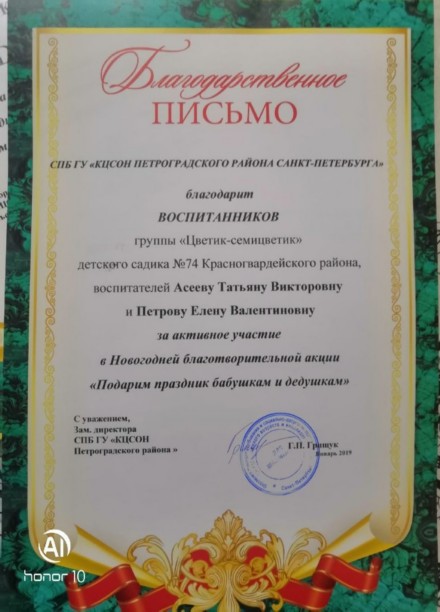 Благодарственное
ПИСЬМО
СПБ ГУ «КЦСОН ПЕТРОГРАДСКОГО РАЙОНА САНКТ-ПЕТЕРБУРГА»
благодарит
ВОСПИТАННИКОВ
группы «Цветик-семицветик»
детского садика №74 Красногвардейского района,
воспитателей Асееву Татьяну Викторовну
и Петрову Елену Валентиновну
за активное участие
в Новогодней благотворительной акции
«Подарим праздник бабушкам и дедушкам»
С уважением,
Зам. директора
СПБ ГУ «КЦСОН
Петроградского района »
Г.П. Грищук
Январь 2019
AI
honor 10